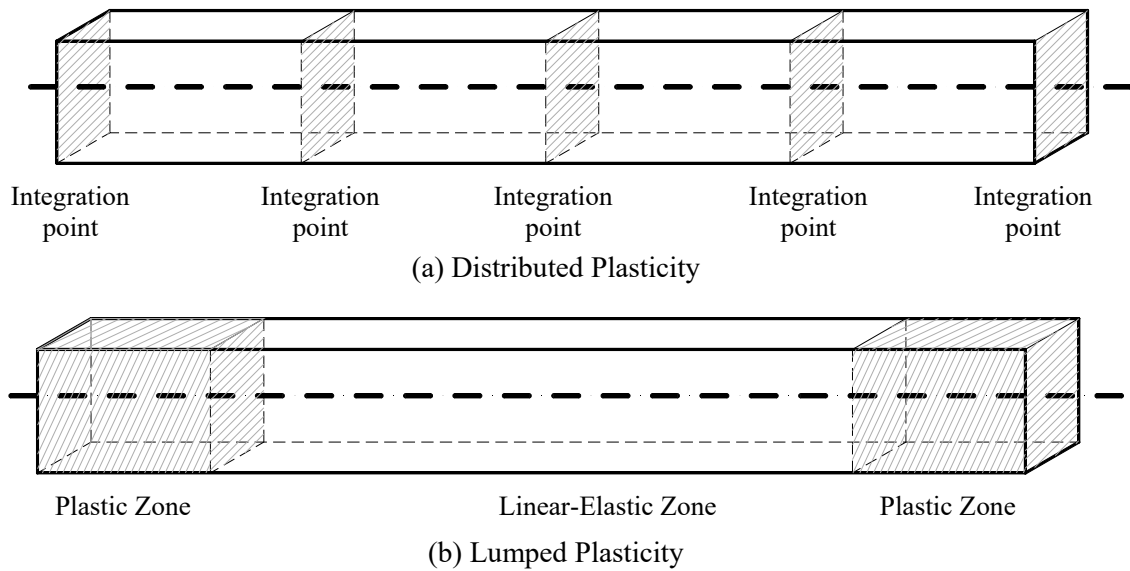 Integration Integration Integration Integration Integration
point point point point point
(a) Distributed Plasticity
Plastic Zone Linear-Elastic Zone Plastic Zone
(b) Lumped Plasticity